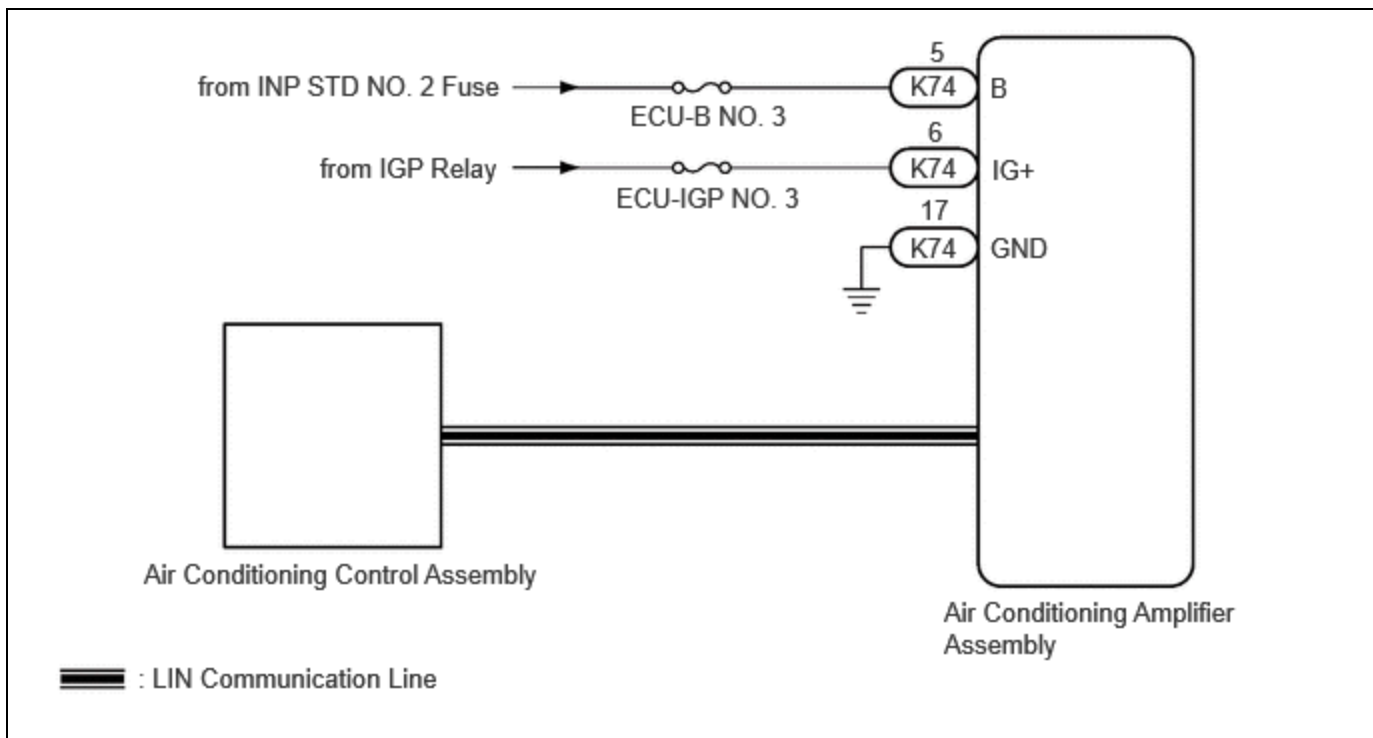 5
from INP STD NO. 2 Fuse
K74
B
ECU-B NO. 3
6
from IGP Relay
K74
IG+
ECU-IGP NO. 3
17
K74
GND
Air Conditioning Control Assembly
Air Conditioning Amplifier
Assembly
: LIN Communication Line